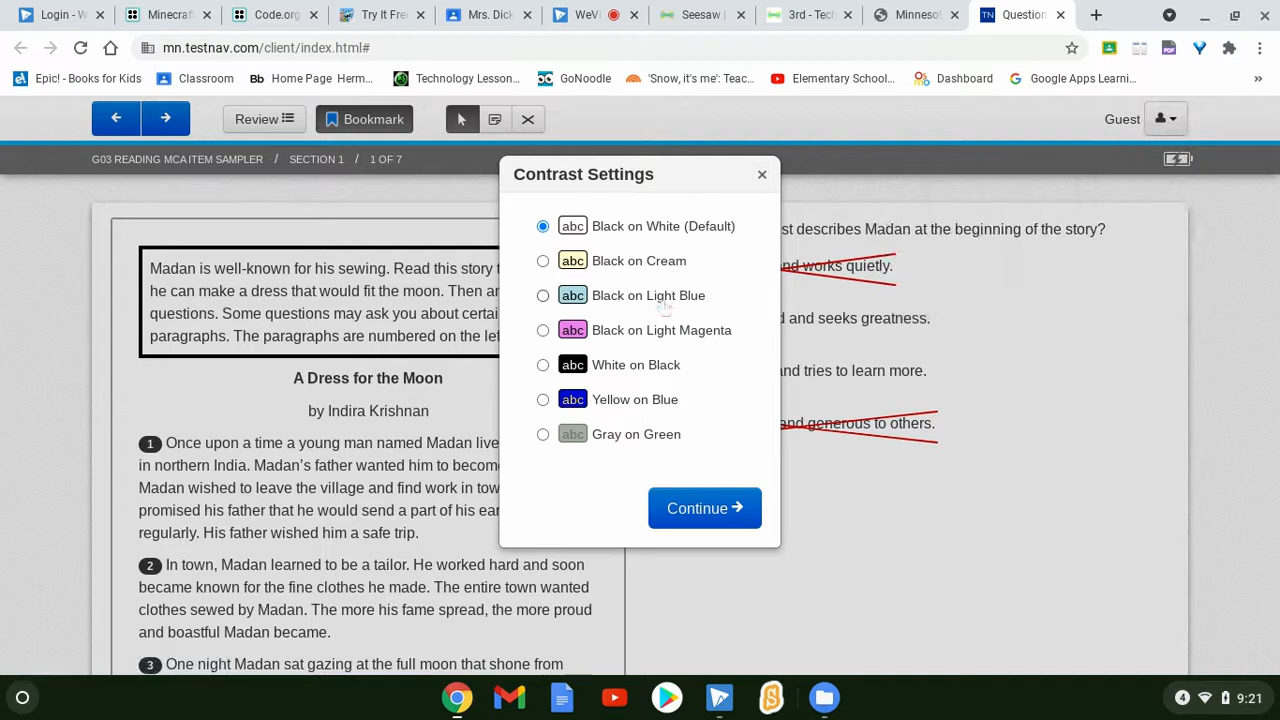 Login - W
Minecraf
Code.org
Try It Fre
Mrs. Dick
WeVi
Seesaw
3rd - Tech
Minneso
Question
mn.testnav.com/client/index.html#
Epic! - Books for Kids
Classroom
Bb Home Page Herm...
Technology Lesson...
GoNoodle
'Snow, it's me': Teac...
Elementary School...
Dashboard
Google Apps Learni...
»
Review
Bookmark
Guest
G03 READING MCA ITEM SAMPLER / SECTION 1 / 1 OF 7
Contrast Settings
×
abc Black on White (Default)
abc Black on Cream
abc Black on Light Blue
abc Black on Light Magenta
abc White on Black
abc Yellow on Blue
abc Gray on Green
Continue
Madan is well-known for his sewing. Read this story
he can make a dress that would fit the moon. Then
questions. Some questions may ask you about
paragraphs. The paragraphs are numbered on the
A Dress for the Moon
by Indira Krishnan
1 Once upon a time a young man named Madan
in northern India. Madan's father wanted him to
Madan wished to leave the village and find work in
promised his father that he would send a part of his
regularly. His father wished him a safe trip.
2 In town, Madan learned to be a tailor. He worked hard and soon
became known for the fine clothes he made. The entire town wanted
clothes sewed by Madan. The more his fame spread, the more proud
and boastful Madan became.
3 One night Madan sat gazing at the full moon that shone from
st describes Madan at the beginning of the story?
and works quietly.
d and seeks greatness.
and tries to learn more.
and generous to others.
4 9:21